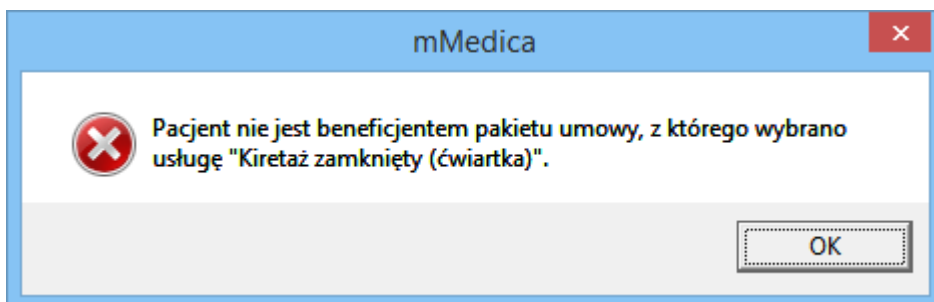 mMedica
Pacjent nie jest beneficjentem pakietu umowy, z którego wybrano
usługę "Kiretaż zamknięty (ćwiartka)".
OK